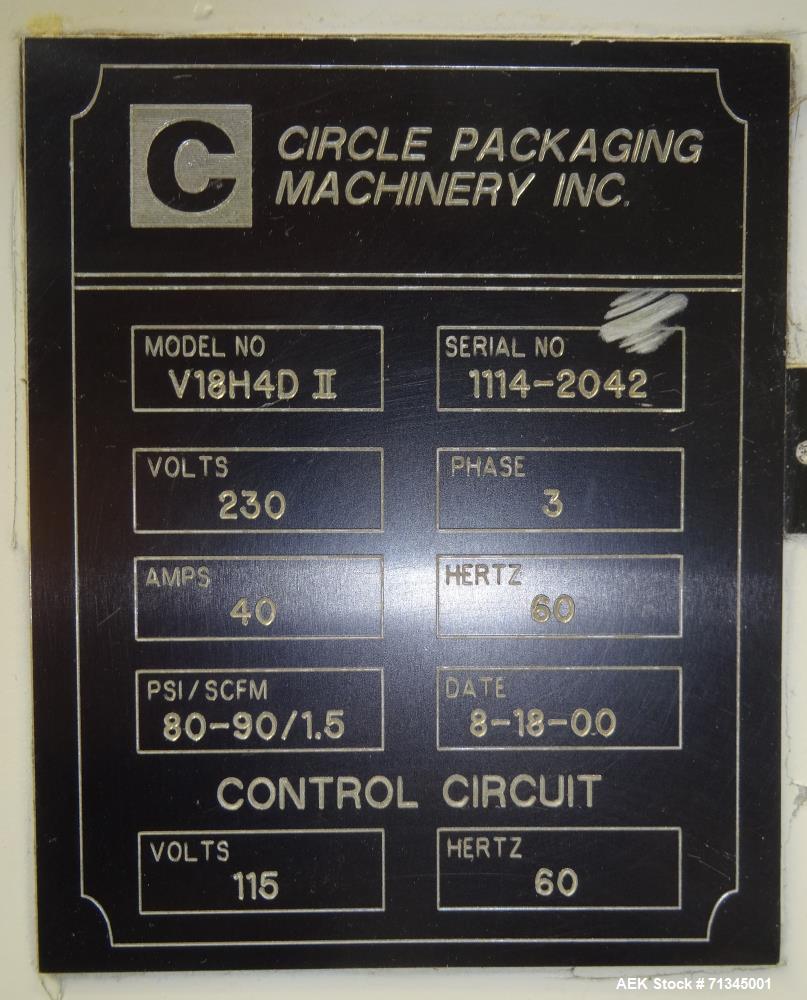 C
CIRCLE PACKAGING
MACHINERY INC.
MODEL NO
V18H4D II
SERIAL NO
1114-2042
VOLTS
230
PHASE
3
AMPS
40
HERTZ
60
PSI/SCFM
80-90/1.5
DATE
8-18-00
CONTROL CIRCUIT
VOLTS
115
HERTZ
60
AEK Stock #71345001